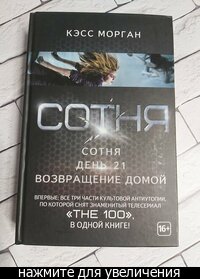 КЭСС МОРГАН
СОТНЯ
СОТНЯ
ДЕНЬ 21
ВОЗВРАЩЕНИЕ ДОМОЙ
ВПЕРВЫЕ: ВСЕ ТРИ ЧАСТИ КУЛЬТОВОЙ АНТИУТОПИИ,
ПО КОТОРОЙ СНЯТ ЗНАМЕНИТЫЙ ТЕЛЕСЕРИАЛ
«THE 100»,
В ОДНОЙ КНИГЕ!
16+
нажмите для увеличения